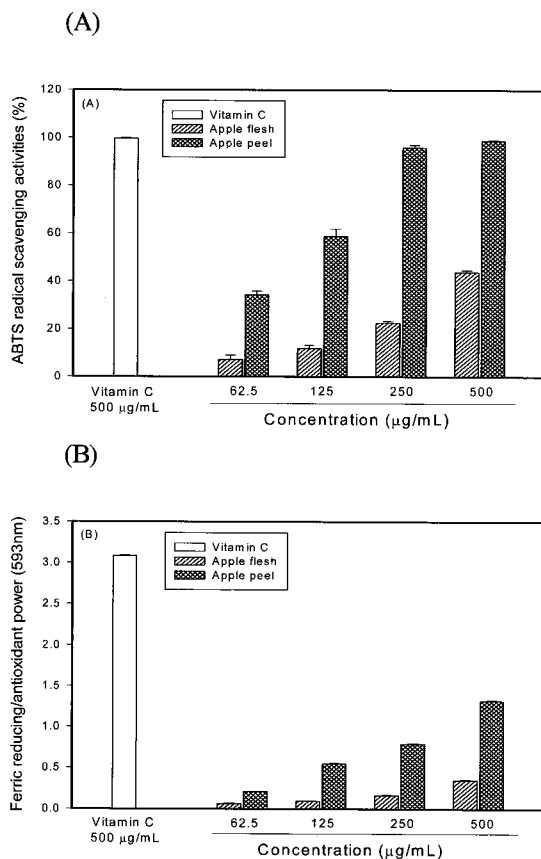 (A)
(A)
Vitamin C
Apple flesh
Apple peel
ABTS radical scavenging activities (%)
120
100
80
60
40
20
0
Vitamin C
500 μg/mL
62.5 125 250 500
Concentration (μg/mL)
(B)
(B)
Vitamin C
Apple flesh
Apple peel
Ferric reducing/antioxidant power (593nm)
3.5
3.0
2.5
2.0
1.5
1.0
0.5
0.0
Vitamin C
500 μg/mL
62.5 125 250 500
Concentration (μg/mL)